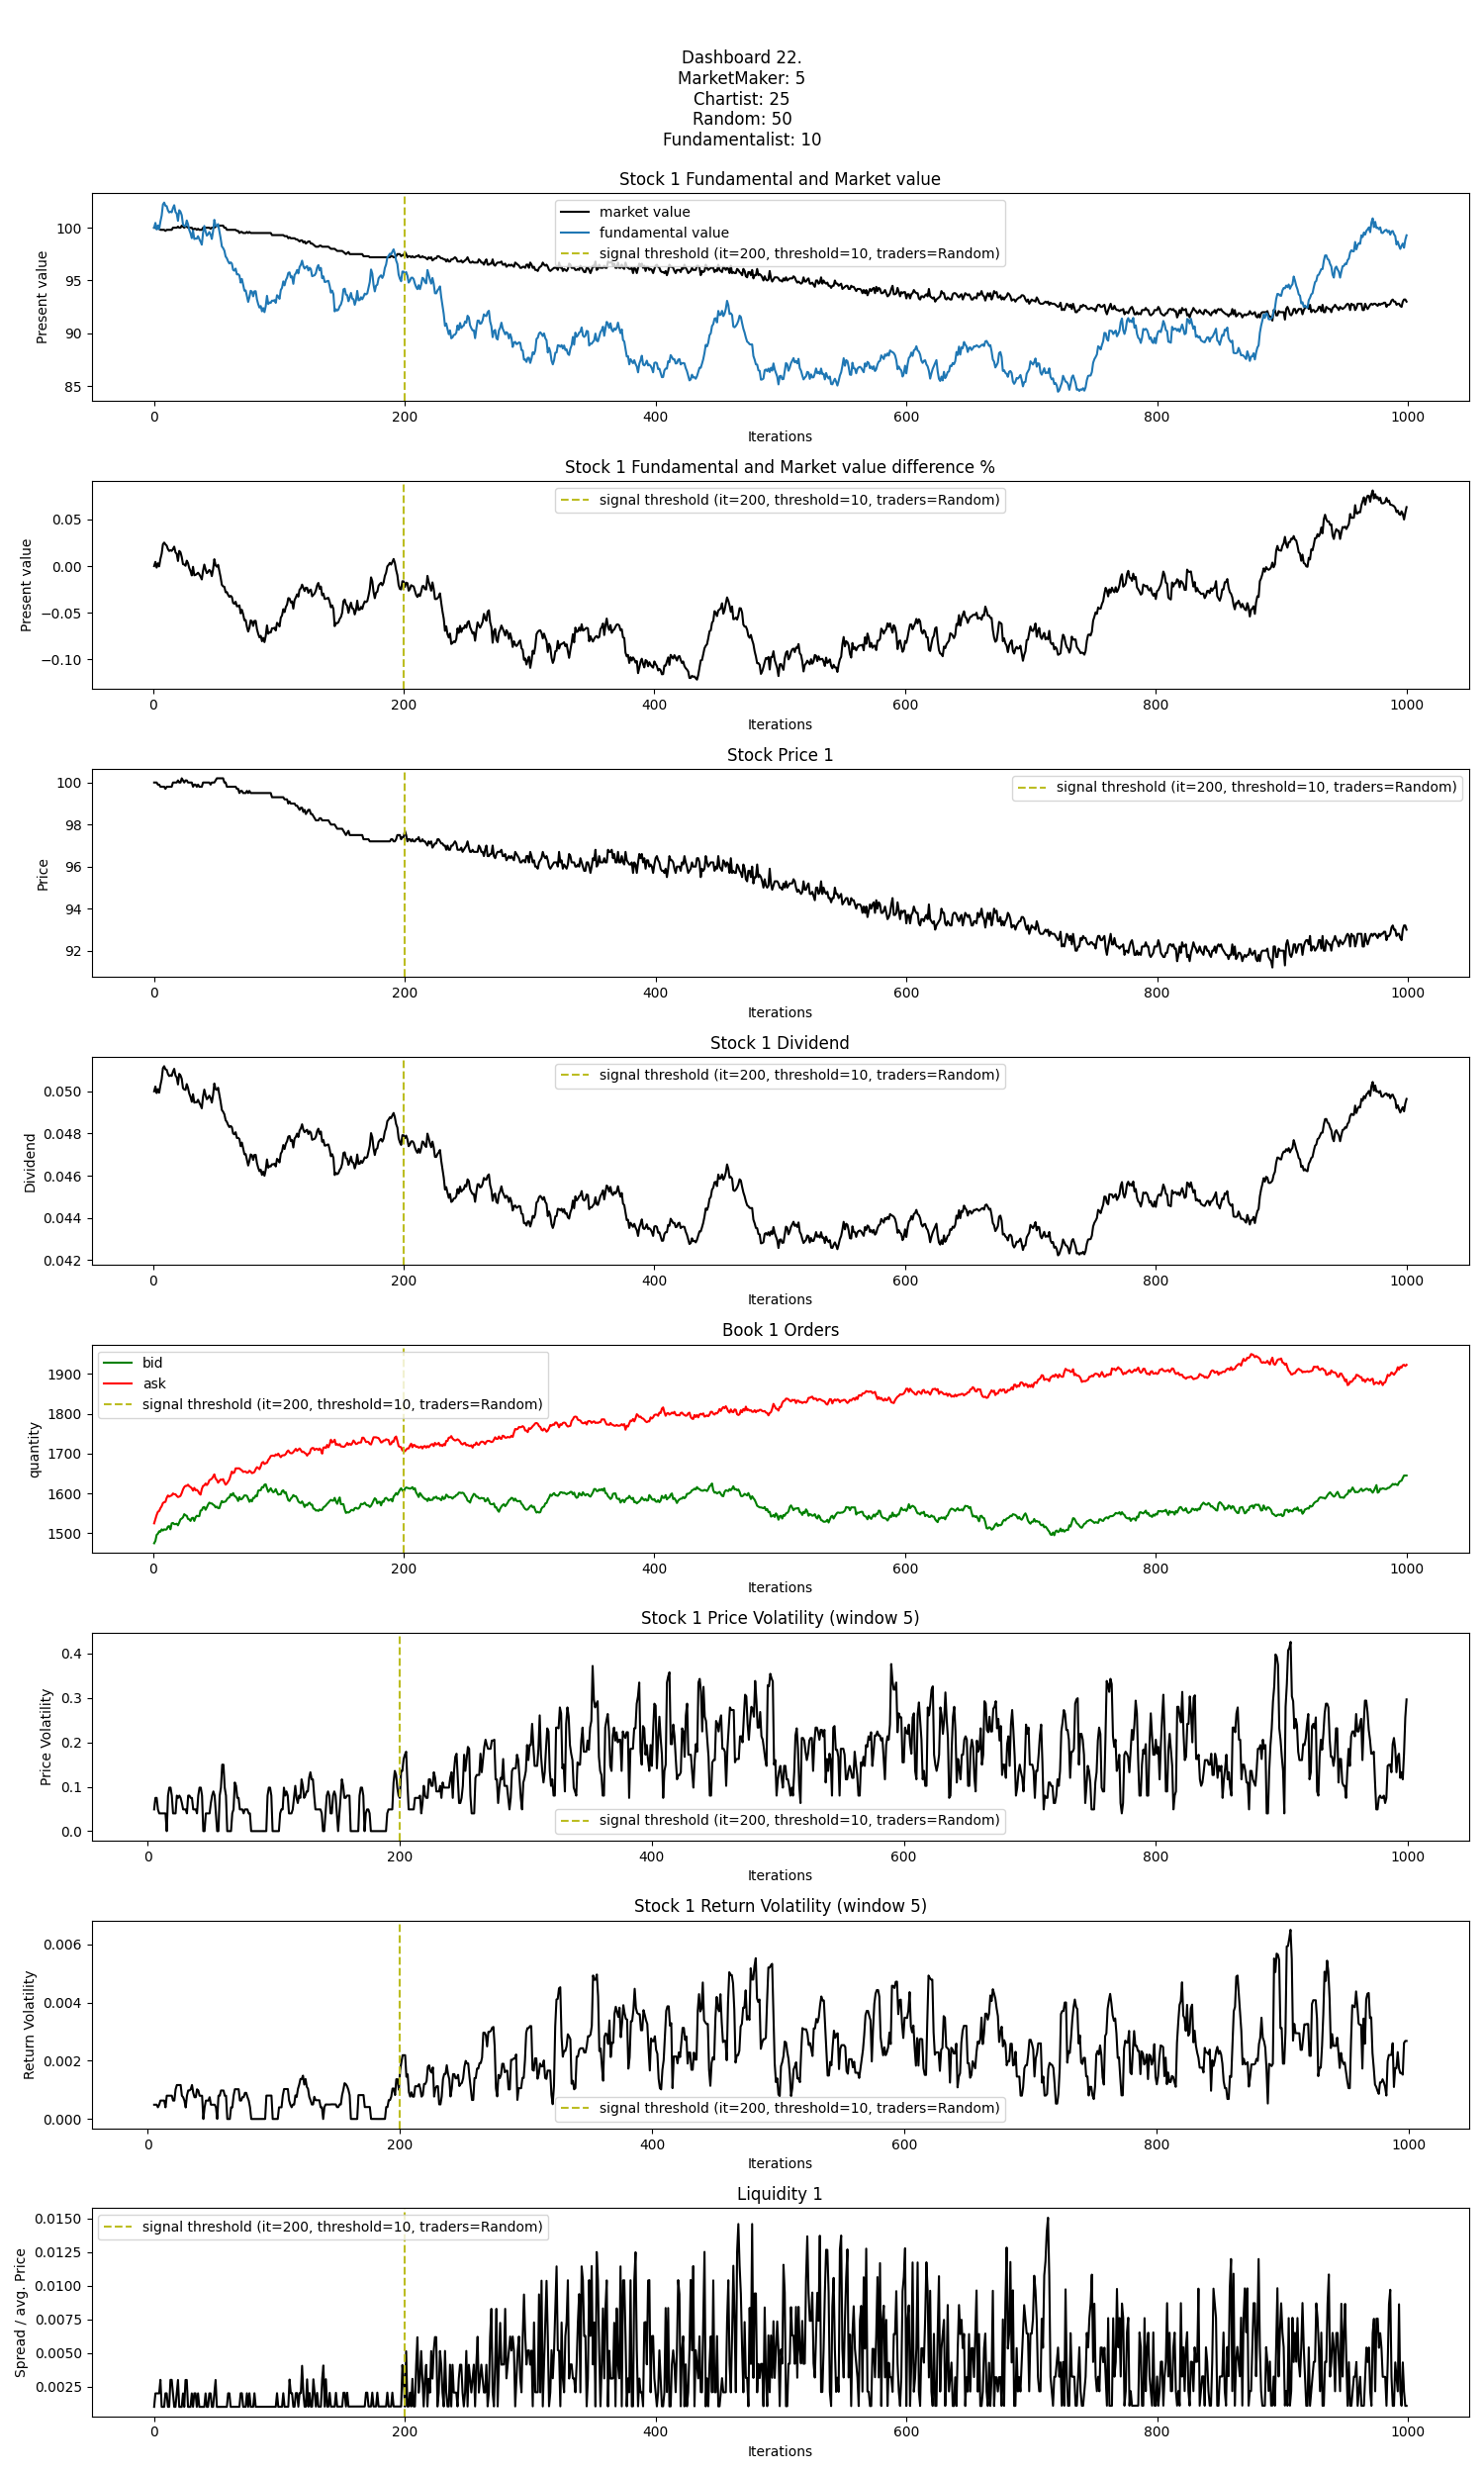 Dashboard 22.
MarketMaker: 5
Chartist: 25
Random: 50
Fundamentalist: 10
Stock 1 Fundamental and Market value
market value
fundamental value
signal threshold (it=200, threshold=10, traders=Random)
Present value
100
95
90
85
0 200 400 600 800 1000
Iterations
Stock 1 Fundamental and Market value difference %
signal threshold (it=200, threshold=10, traders=Random)
Present value
0.05
0.00
−0.05
−0.10
0 200 400 600 800 1000
Iterations
Stock Price 1
signal threshold (it=200, threshold=10, traders=Random)
Price
100
98
96
94
92
0 200 400 600 800 1000
Iterations
Stock 1 Dividend
signal threshold (it=200, threshold=10, traders=Random)
Dividend
0.050
0.048
0.046
0.044
0.042
0 200 400 600 800 1000
Iterations
Book 1 Orders
bid
ask
signal threshold (it=200, threshold=10, traders=Random)
quantity
1900
1800
1700
1600
1500
0 200 400 600 800 1000
Iterations
Stock 1 Price Volatility (window 5)
Price Volatility
0.4
0.3
0.2
0.1
0.0
signal threshold (it=200, threshold=10, traders=Random)
0 200 400 600 800 1000
Iterations
Stock 1 Return Volatility (window 5)
Return Volatility
0.006
0.004
0.002
0.000
signal threshold (it=200, threshold=10, traders=Random)
0 200 400 600 800 1000
Iterations
Liquidity 1
signal threshold (it=200, threshold=10, traders=Random)
Spread / avg. Price
0.0150
0.0125
0.0100
0.0075
0.0050
0.0025
0 200 400 600 800 1000
Iterations